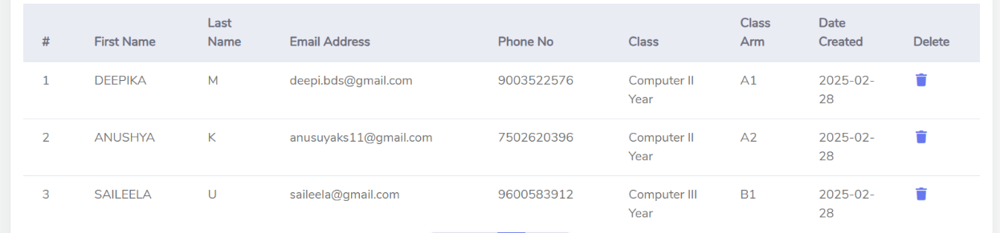 # First Name Last Name Email Address Phone No Class Class Arm Date Created Delete
1 DEEPIKA M deepi.bds@gmail.com 9003522576 Computer II Year A1 2025-02-28
2 ANUSHYA K anusuyaks11@gmail.com 7502620396 Computer II Year A2 2025-02-28
3 SAILEELA U saileela@gmail.com 9600583912 Computer III Year B1 2025-02-28